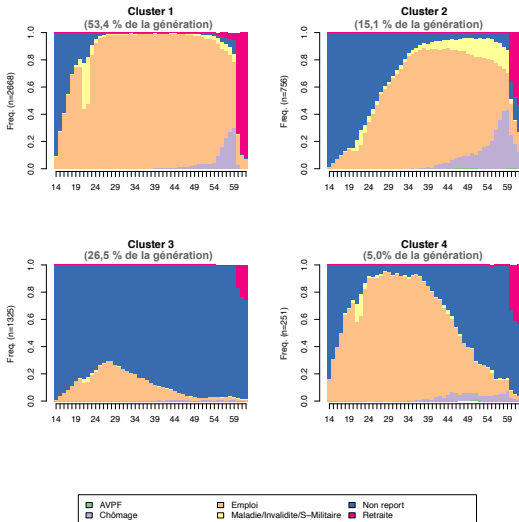 Cluster 1
(53,4 % de la génération)
Freq. (n=2668)
0.0 0.2 0.4 0.6 0.8 1.0
14 19 24 29 34 39 44 49 54 59
Cluster 2
(15,1 % de la génération)
Freq. (n=756)
0.0 0.2 0.4 0.6 0.8 1.0
14 19 24 29 34 39 44 49 54 59
Cluster 3
(26,5 % de la génération)
Freq. (n=1325)
0.0 0.2 0.4 0.6 0.8 1.0
14 19 24 29 34 39 44 49 54 59
Cluster 4
(5,0% de la génération)
Freq. (n=251)
0.0 0.2 0.4 0.6 0.8 1.0
14 19 24 29 34 39 44 49 54 59
AVPF Emploi Non report
Chômage Maladie/Invalidite/S−Militaire Retraite